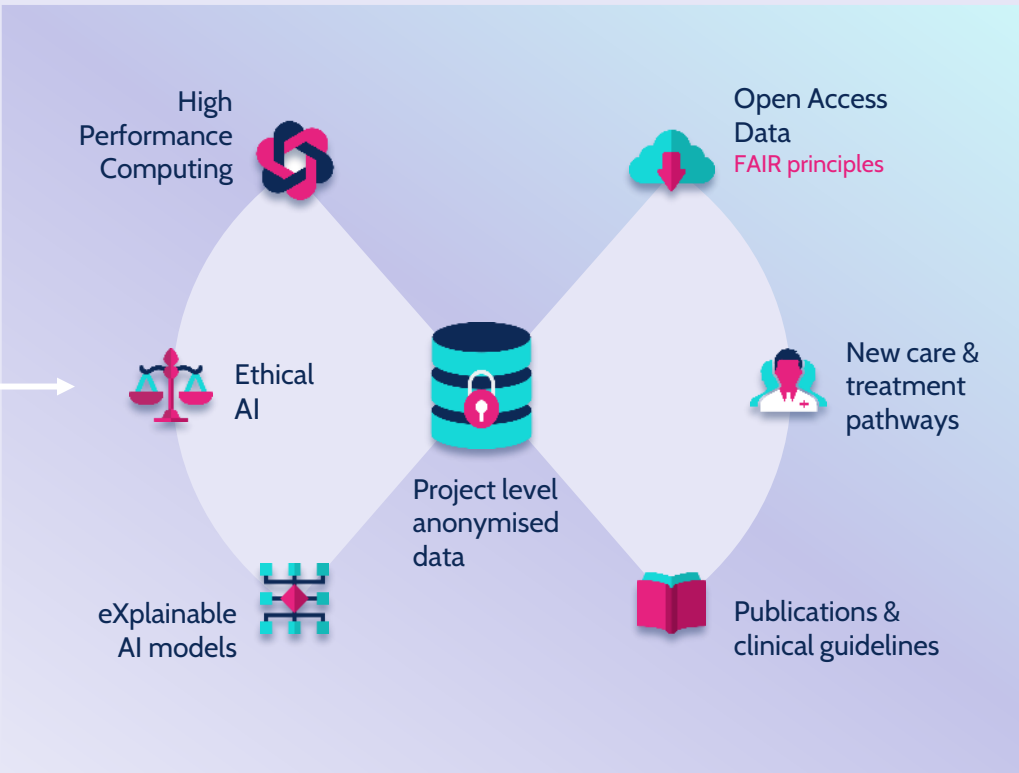 High
Performance
Computing
Open Access
Data
FAIR principles
Ethical
AI
New care &
treatment
pathways
Project level
anonymised
data
eXplainable
AI models
Publications &
clinical guidelines